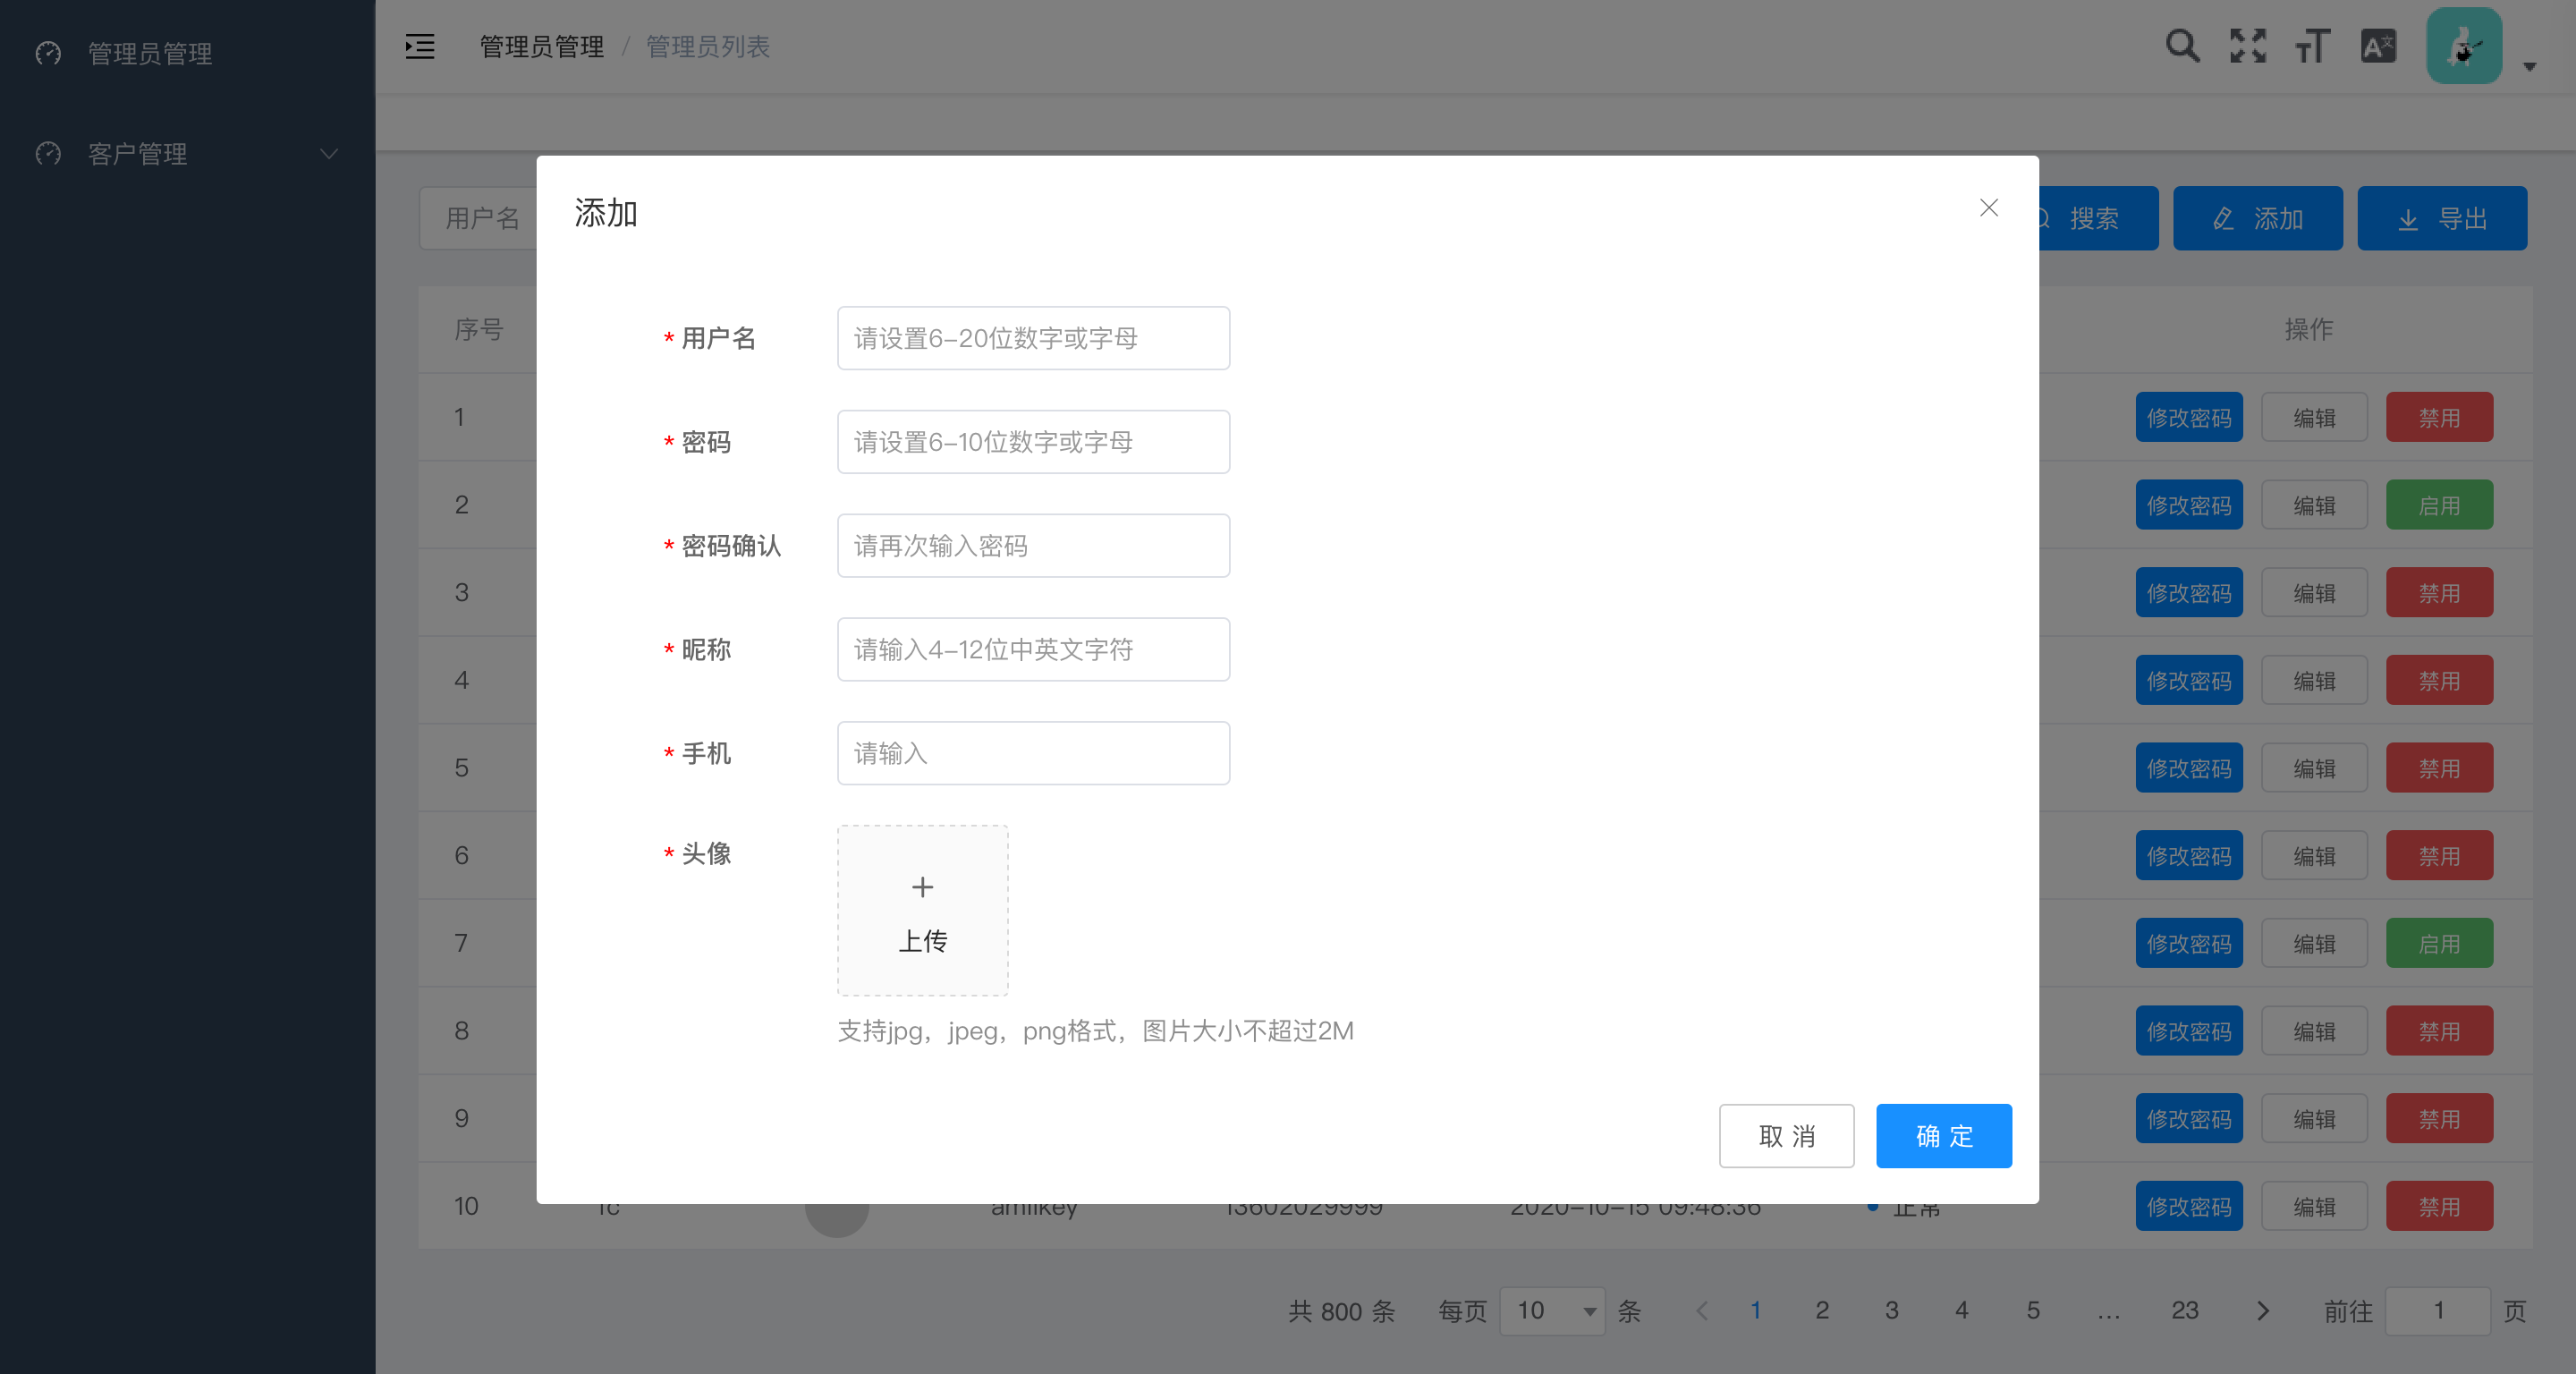 管理员管理
客户管理
管理员管理 / 管理员列表
用户名
搜索
添加
导出
添加
* 用户名 请设置6-20位数字或字母
* 密码 请设置6-10位数字或字母
* 密码确认 请再次输入密码
* 昵称 请输入4-12位中英文字符
* 手机 请输入
* 头像
上传
支持jpg，jpeg，png格式，图片大小不超过2M
取 消
确 定
序号 操作
1 修改密码 编辑 禁用
2 修改密码 编辑 启用
3 修改密码 编辑 禁用
4 修改密码 编辑 禁用
5 修改密码 编辑 禁用
6 修改密码 编辑 禁用
7 修改密码 编辑 启用
8 修改密码 编辑 禁用
9 修改密码 编辑 禁用
10 amlikey 13602029999 2020-10-15 09:48:36 正常 修改密码 编辑 禁用
共 800 条 每页 10 条 1 2 3 4 5 ... 23 前往 1 页